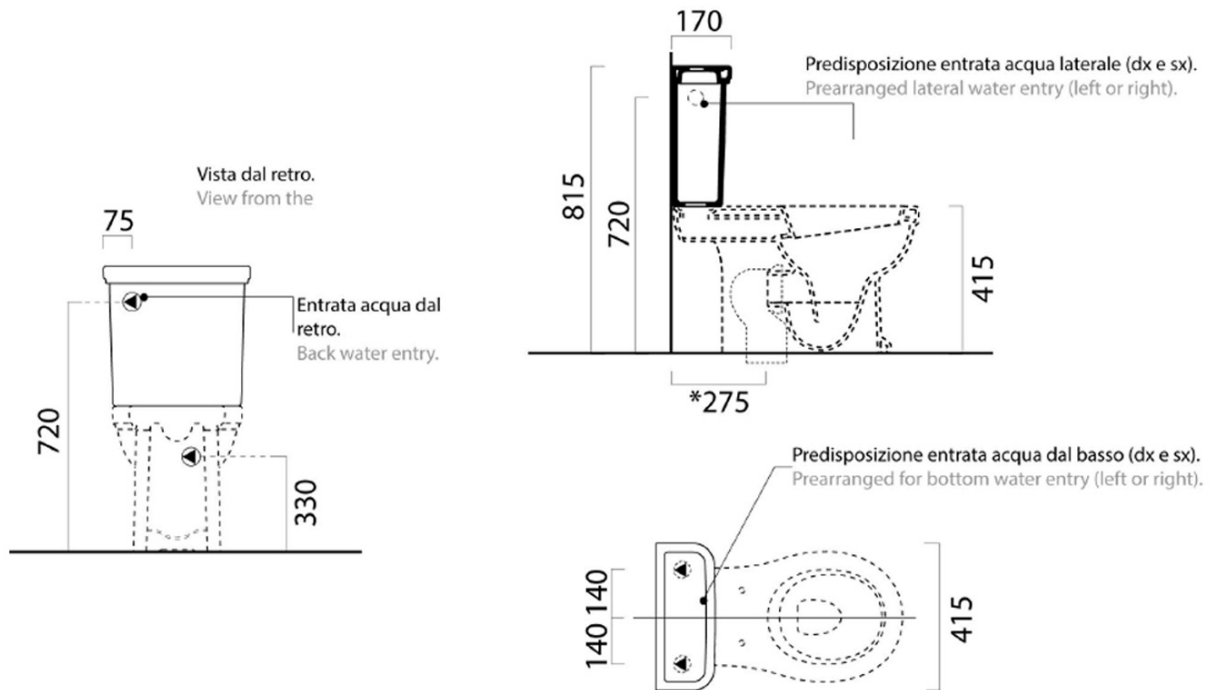 170
Predisposizione entrata acqua laterale (dx e sx).
Prearranged lateral water entry (left or right).
815
720
415
*275
Vista dal retro.
View from the
75
Entrata acqua dal
retro.
Back water entry.
720
330
Predisposizione entrata acqua dal basso (dx e sx).
Prearranged for bottom water entry (left or right).
140 140
415